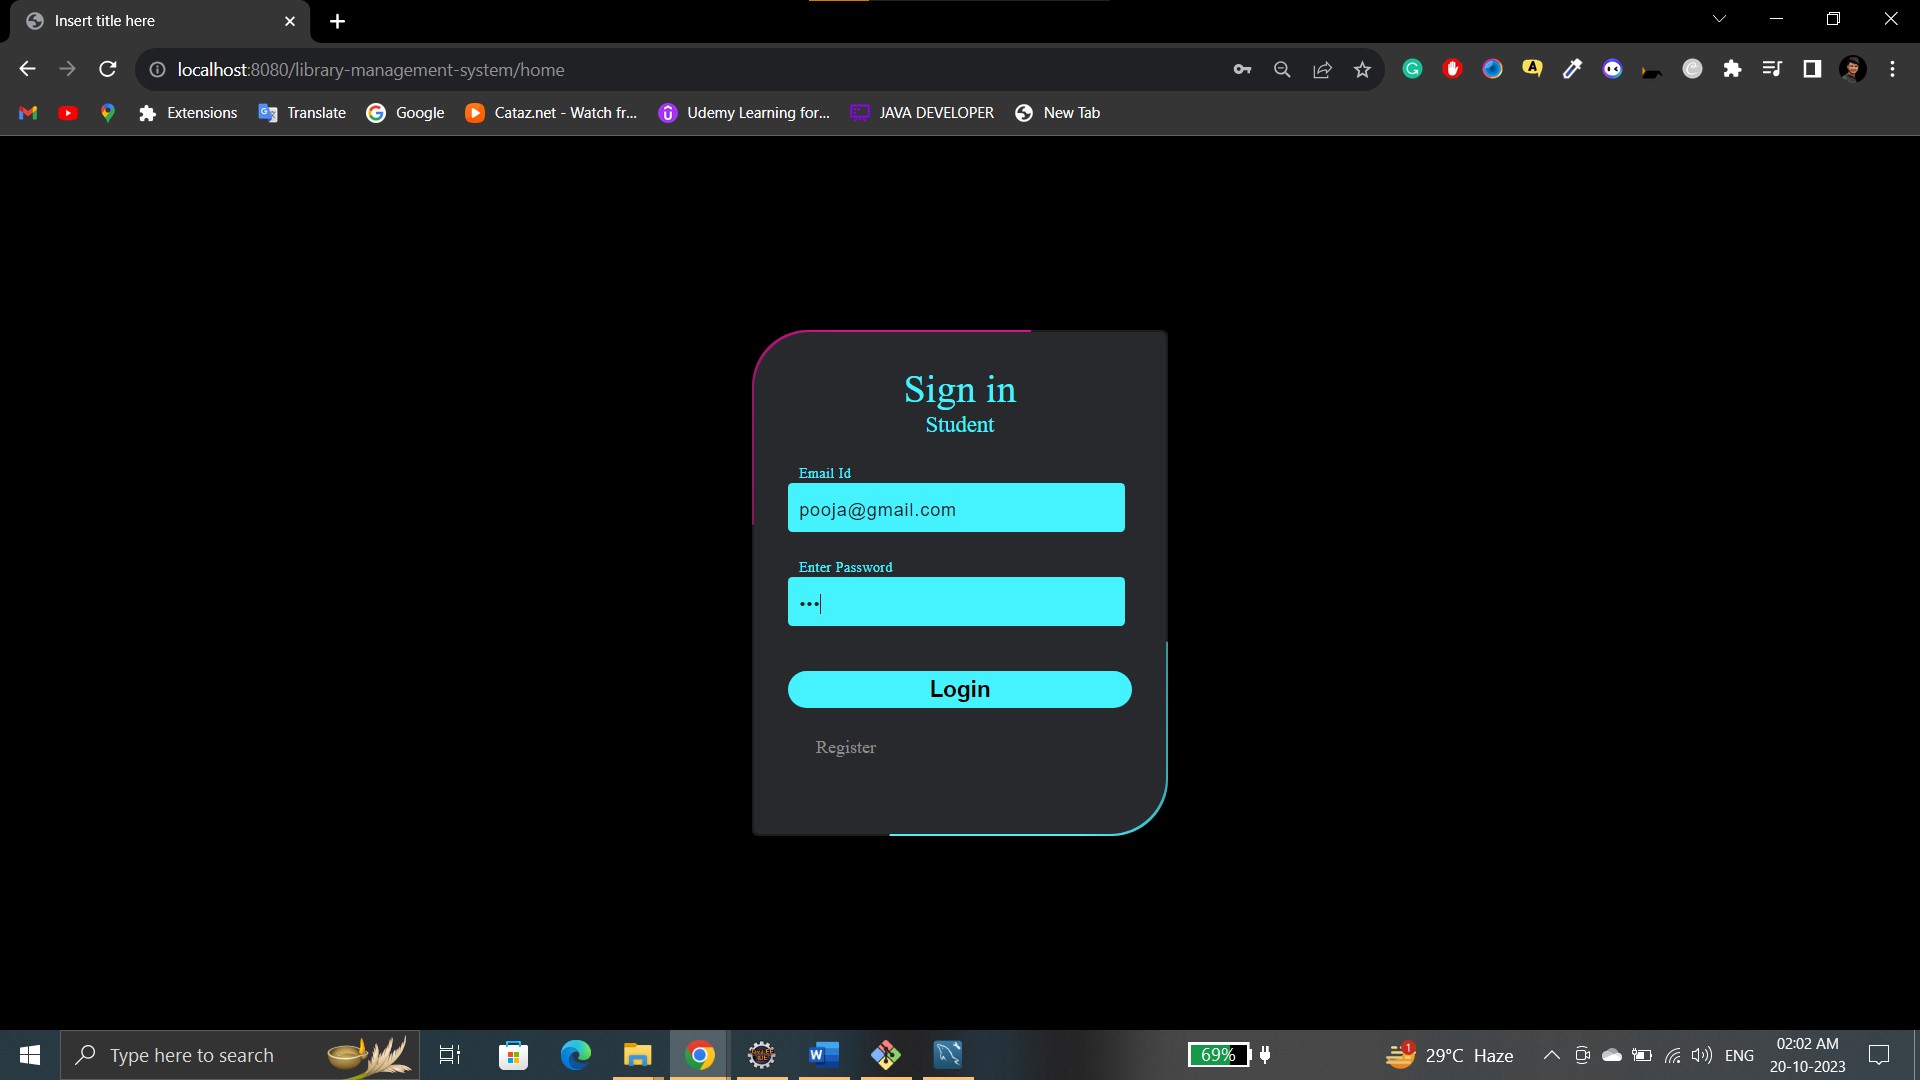 Insert title here
localhost:8080/library-management-system/home
Extensions
Translate
Google
Cataz.net - Watch fr...
Udemy Learning for...
JAVA DEVELOPER
New Tab
Sign in
Student
Email Id
pooja@gmail.com
Enter Password
•••
Login
Register
Type here to search
69%
1
29°C Haze
ENG
02:02 AM
20-10-2023